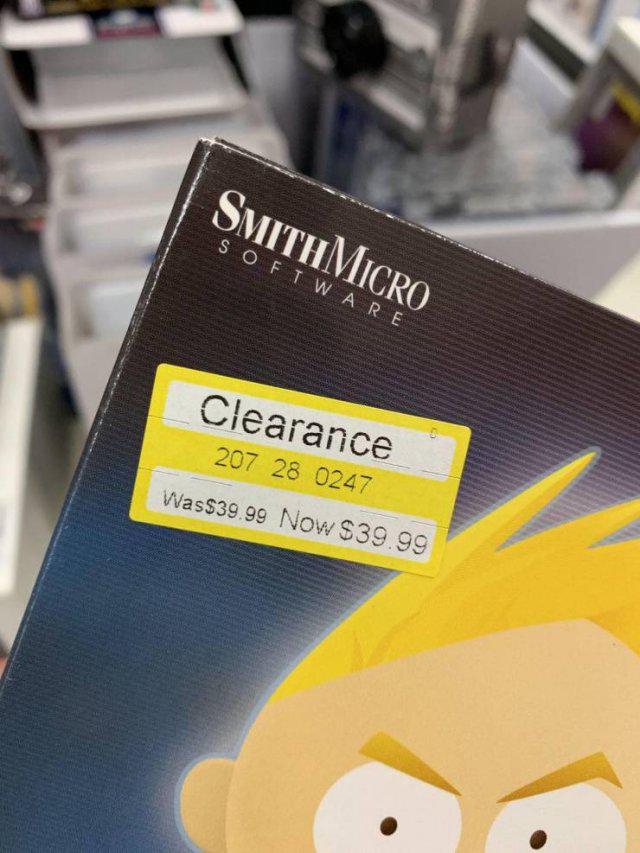 SMITHMICRO
SOFTWARE
Clearance
207 28 0247
Was$39.99 Now $39.99